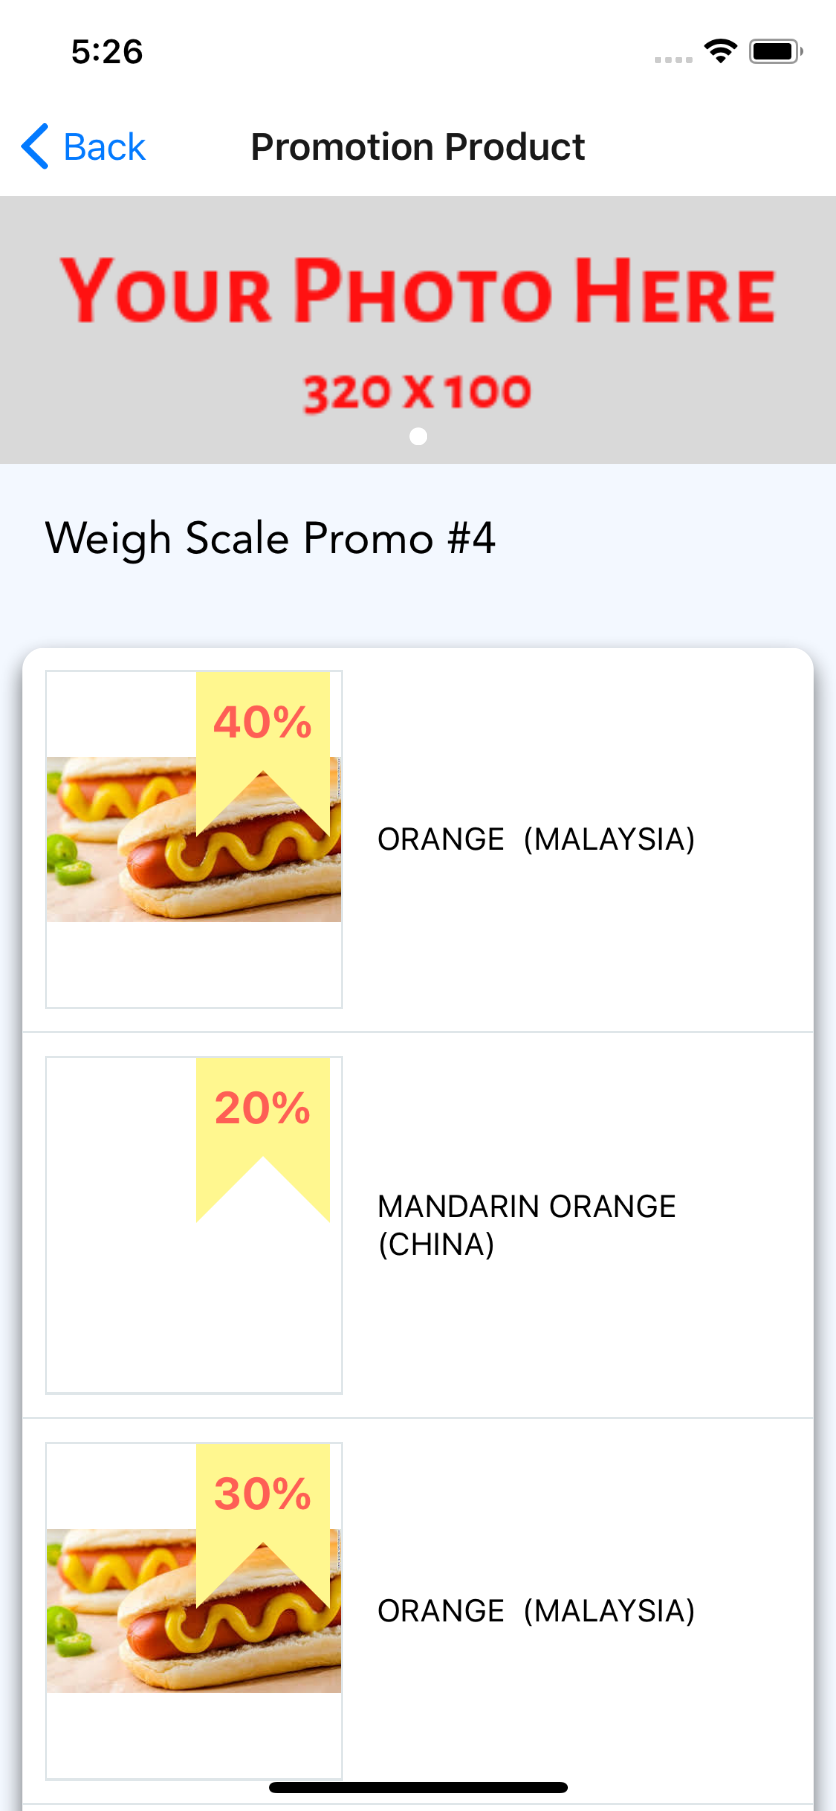 5:26
Back
Promotion Product
YOUR PHOTO HERE
320 X 100
Weigh Scale Promo #4
40%
ORANGE  (MALAYSIA)
20%
MANDARIN ORANGE
(CHINA)
30%
ORANGE  (MALAYSIA)